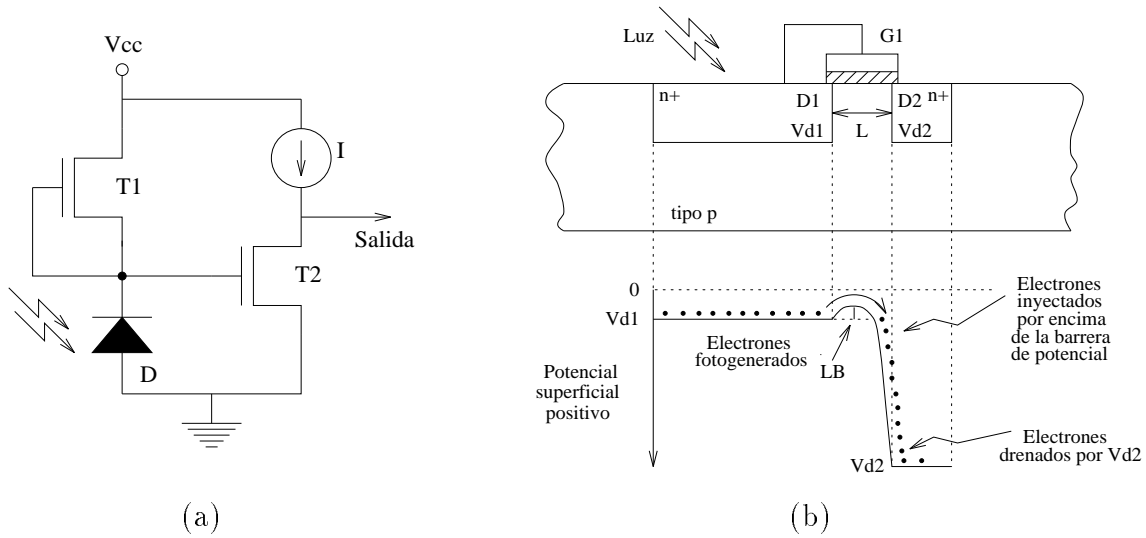 Vcc
T1
I
Salida
T2
D
(a)
Luz
G1
n+
D1
D2
n+
Vd1
L
Vd2
tipo p
0
Vd1
Electrones
fotogenerados
LB
Electrones
inyectados
por encima
de la barrera
de potencial
Potencial
superficial
positivo
Electrones
drenados por Vd2
Vd2
(b)